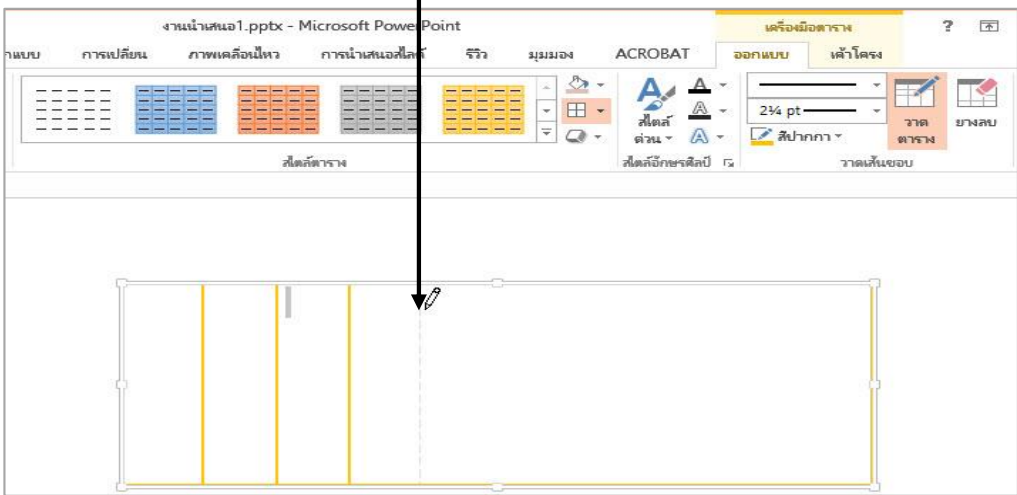 งานนำเสนอ1.pptx - Microsoft PowerPoint
เครื่องมือตาราง
?
การเปลี่ยน ภาพเคลื่อนไหว การนำเสนอสไลด์ รีวิว มุมมอง ACROBAT ออกแบบ เค้าโครง
สไตล์
ด่วน
A
A
A
A
2¼ pt
สีปากกา
วาด
ตาราง
ยางลบ
สไตล์ตาราง
สไตล์อักษรศิลป์
วาดเส้นขอบ